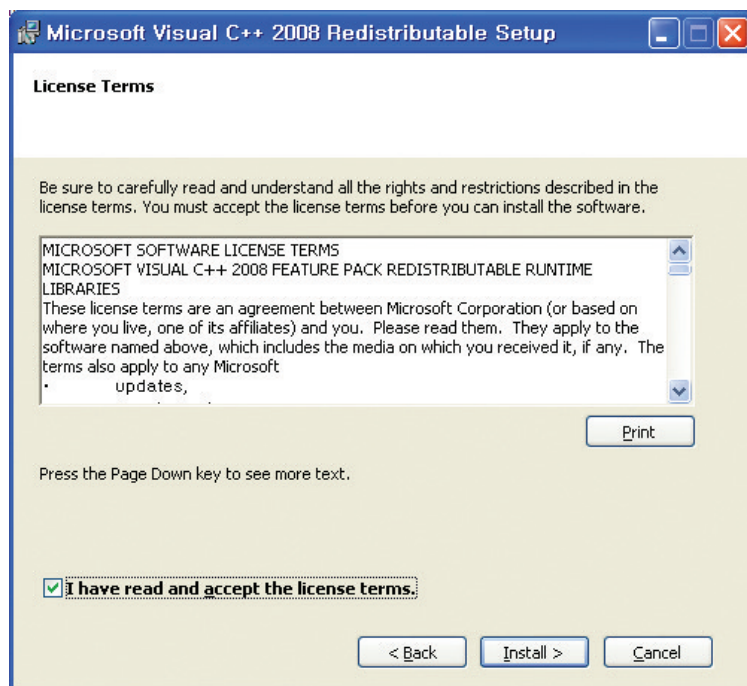 Microsoft Visual C++ 2008 Redistributable Setup
License Terms
Be sure to carefully read and understand all the rights and restrictions described in the
license terms. You must accept the license terms before you can install the software.
MICROSOFT SOFTWARE LICENSE TERMS
MICROSOFT VISUAL C++ 2008 FEATURE PACK REDISTRIBUTABLE RUNTIME
LIBRARIES
These license terms are an agreement between Microsoft Corporation (or based on
where you live, one of its affiliates) and you.  Please read them.  They apply to the
software named above, which includes the media on which you received it, if any.  The
terms also apply to any Microsoft
· updates,
Print
Press the Page Down key to see more text.
I have read and accept the license terms.
< Back Install > Cancel